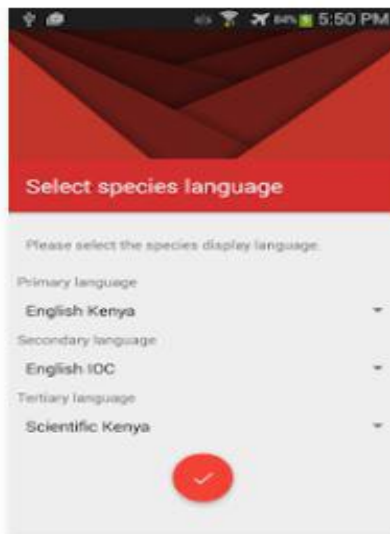 84% 5:50 PM
Select species language
Please select the species display language.
Primary language
English Kenya
Secondary language
English IOC
Tertiary language
Scientific Kenya